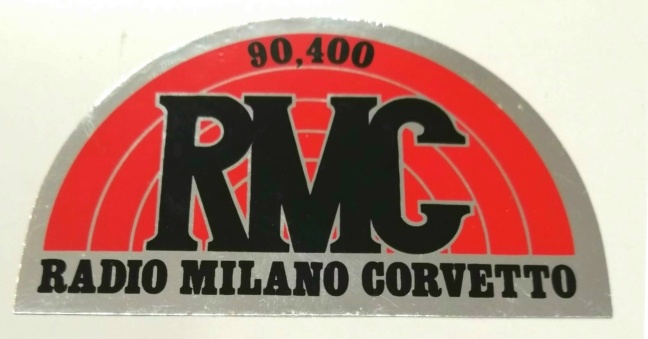 90,400
RMC
RADIO MILANO CORVETTO